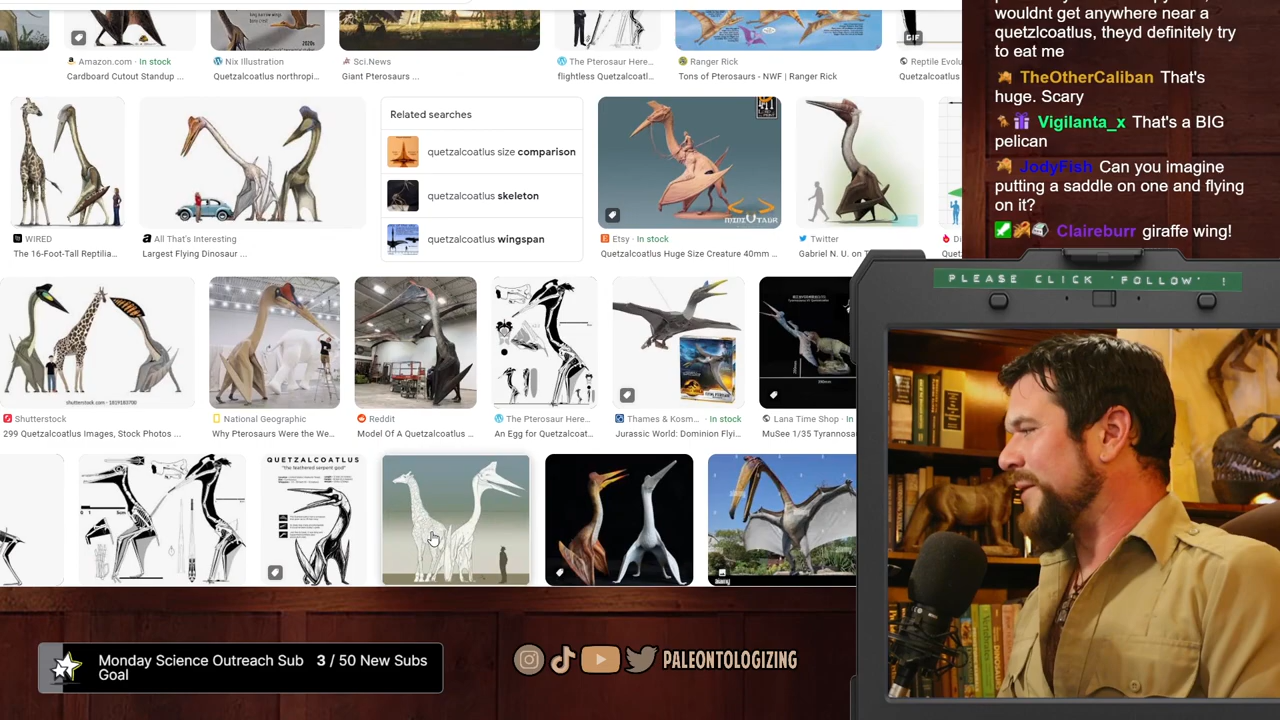 Amazon.com · In stock
Cardboard Cutout Standup ...
Nix Illustration
Quetzalcoatlus northropi...
Sci.News
Giant Pterosaurs ...
The Pterosaur Here...
flightless Quetzalcoatl...
Ranger Rick
Tons of Pterosaurs - NWF | Ranger Rick
GIF
Reptile Evolu
Quetzalcoatlus
WIRED
The 16-Foot-Tall Reptilia...
All That's Interesting
Largest Flying Dinosaur ...
Related searches
quetzalcoatlus size comparison
quetzalcoatlus skeleton
quetzalcoatlus wingspan
Etsy · In stock
Quetzalcoatlus Huge Size Creature 40mm ...
Twitter
Gabriel N. U. on T
Shutterstock
299 Quetzalcoatlus Images, Stock Photos ...
National Geographic
Why Pterosaurs Were the We...
Reddit
Model Of A Quetzalcoatlus ...
The Pterosaur Here...
An Egg for Quetzalcoat...
Thames & Kosm... · In stock
Jurassic World: Dominion Flyi...
Lana Time Shop · In
MuSee 1/35 Tyrannosa
QUETZALCOATLUS
"The feathered serpent god"
wouldnt get anywhere near a
quetzlcoatlus, theyd definitely try
to eat me
TheOtherCaliban That's
huge. Scary
Vigilanta_x That's a BIG
pelican
JodyFish Can you imagine
putting a saddle on one and flying
on it?
Claireburr giraffe wing!
PLEASE CLICK 'FOLLOW' !
Monday Science Outreach Sub Goal
3 / 50 New Subs
PALEONTOLOGIZING